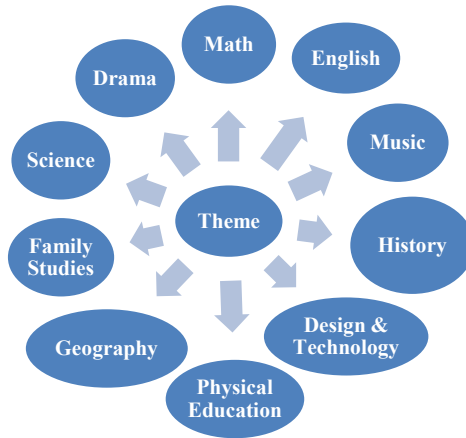 Math
English
Drama
Music
Science
Theme
Family
Studies
History
Design &
Technology
Geography
Physical
Education